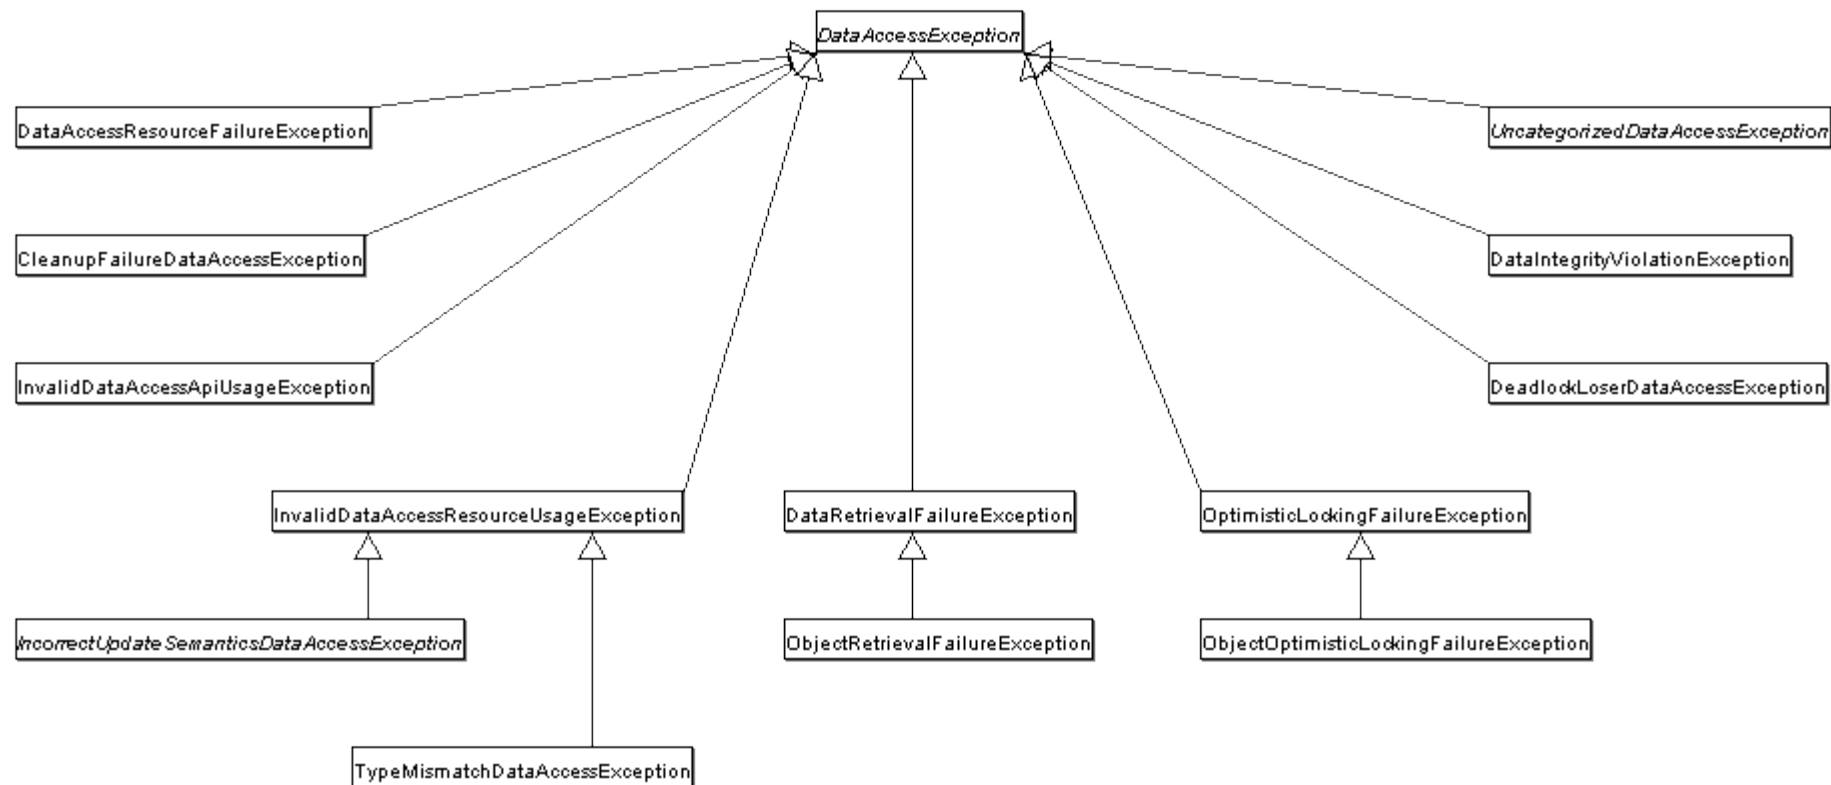 DataAccessException
DataAccessResourceFailureException
UncategorizedDataAccessException
CleanupFailureDataAccessException
DataIntegrityViolationException
InvalidDataAccessApiUsageException
DeadlockLoserDataAccessException
InvalidDataAccessResourceUsageException
DataRetrievalFailureException
OptimisticLockingFailureException
IncorrectUpdateSemanticsDataAccessException
ObjectRetrievalFailureException
ObjectOptimisticLockingFailureException
TypeMismatchDataAccessException